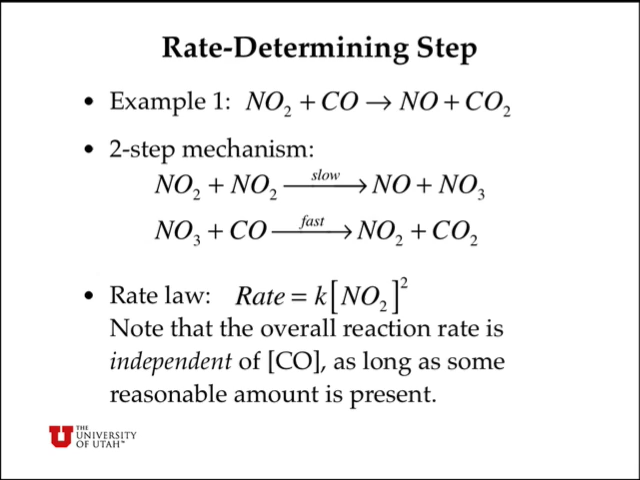 Rate-Determining Step
• Example 1: NO₂ + CO → NO + CO₂
• 2-step mechanism:
NO₂ + NO₂ —slow→ NO + NO₃
NO₃ + CO —fast→ NO₂ + CO₂
• Rate law: Rate = k[NO₂]²
Note that the overall reaction rate is
independent of [CO], as long as some
reasonable amount is present.
THE
UNIVERSITY
OF UTAH™